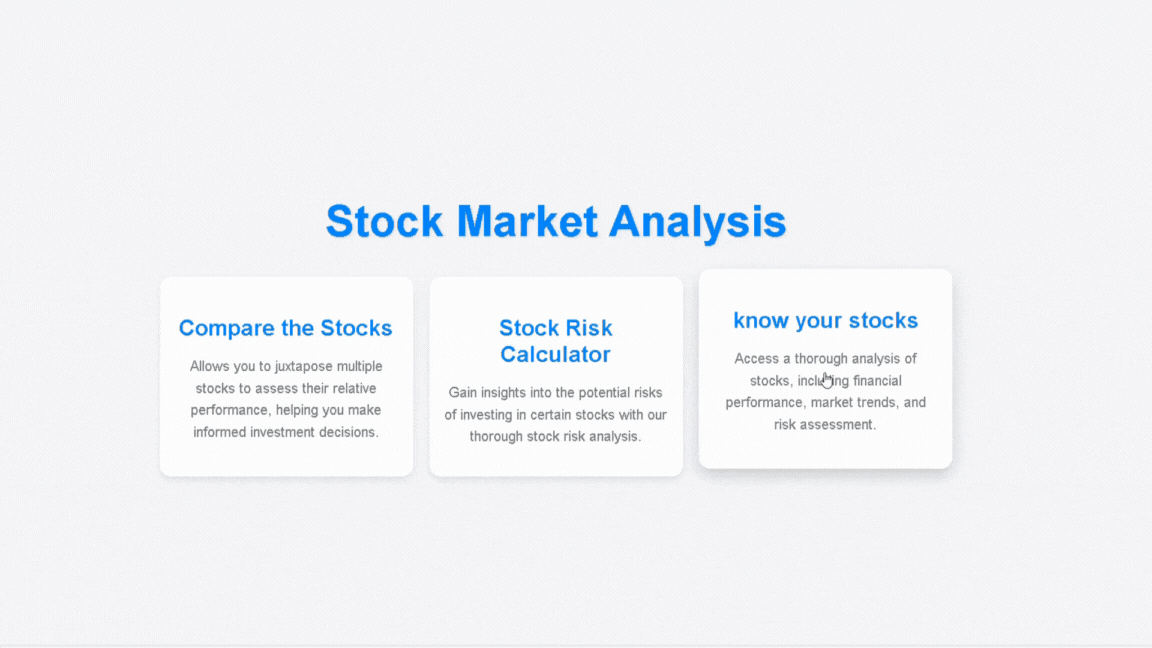 Stock Market Analysis
Compare the Stocks
Allows you to juxtapose multiple
stocks to assess their relative
performance, helping you make
informed investment decisions.
Stock Risk
Calculator
Gain insights into the potential risks
of investing in certain stocks with our
thorough stock risk analysis.
know your stocks
Access a thorough analysis of
stocks, including financial
performance, market trends, and
risk assessment.